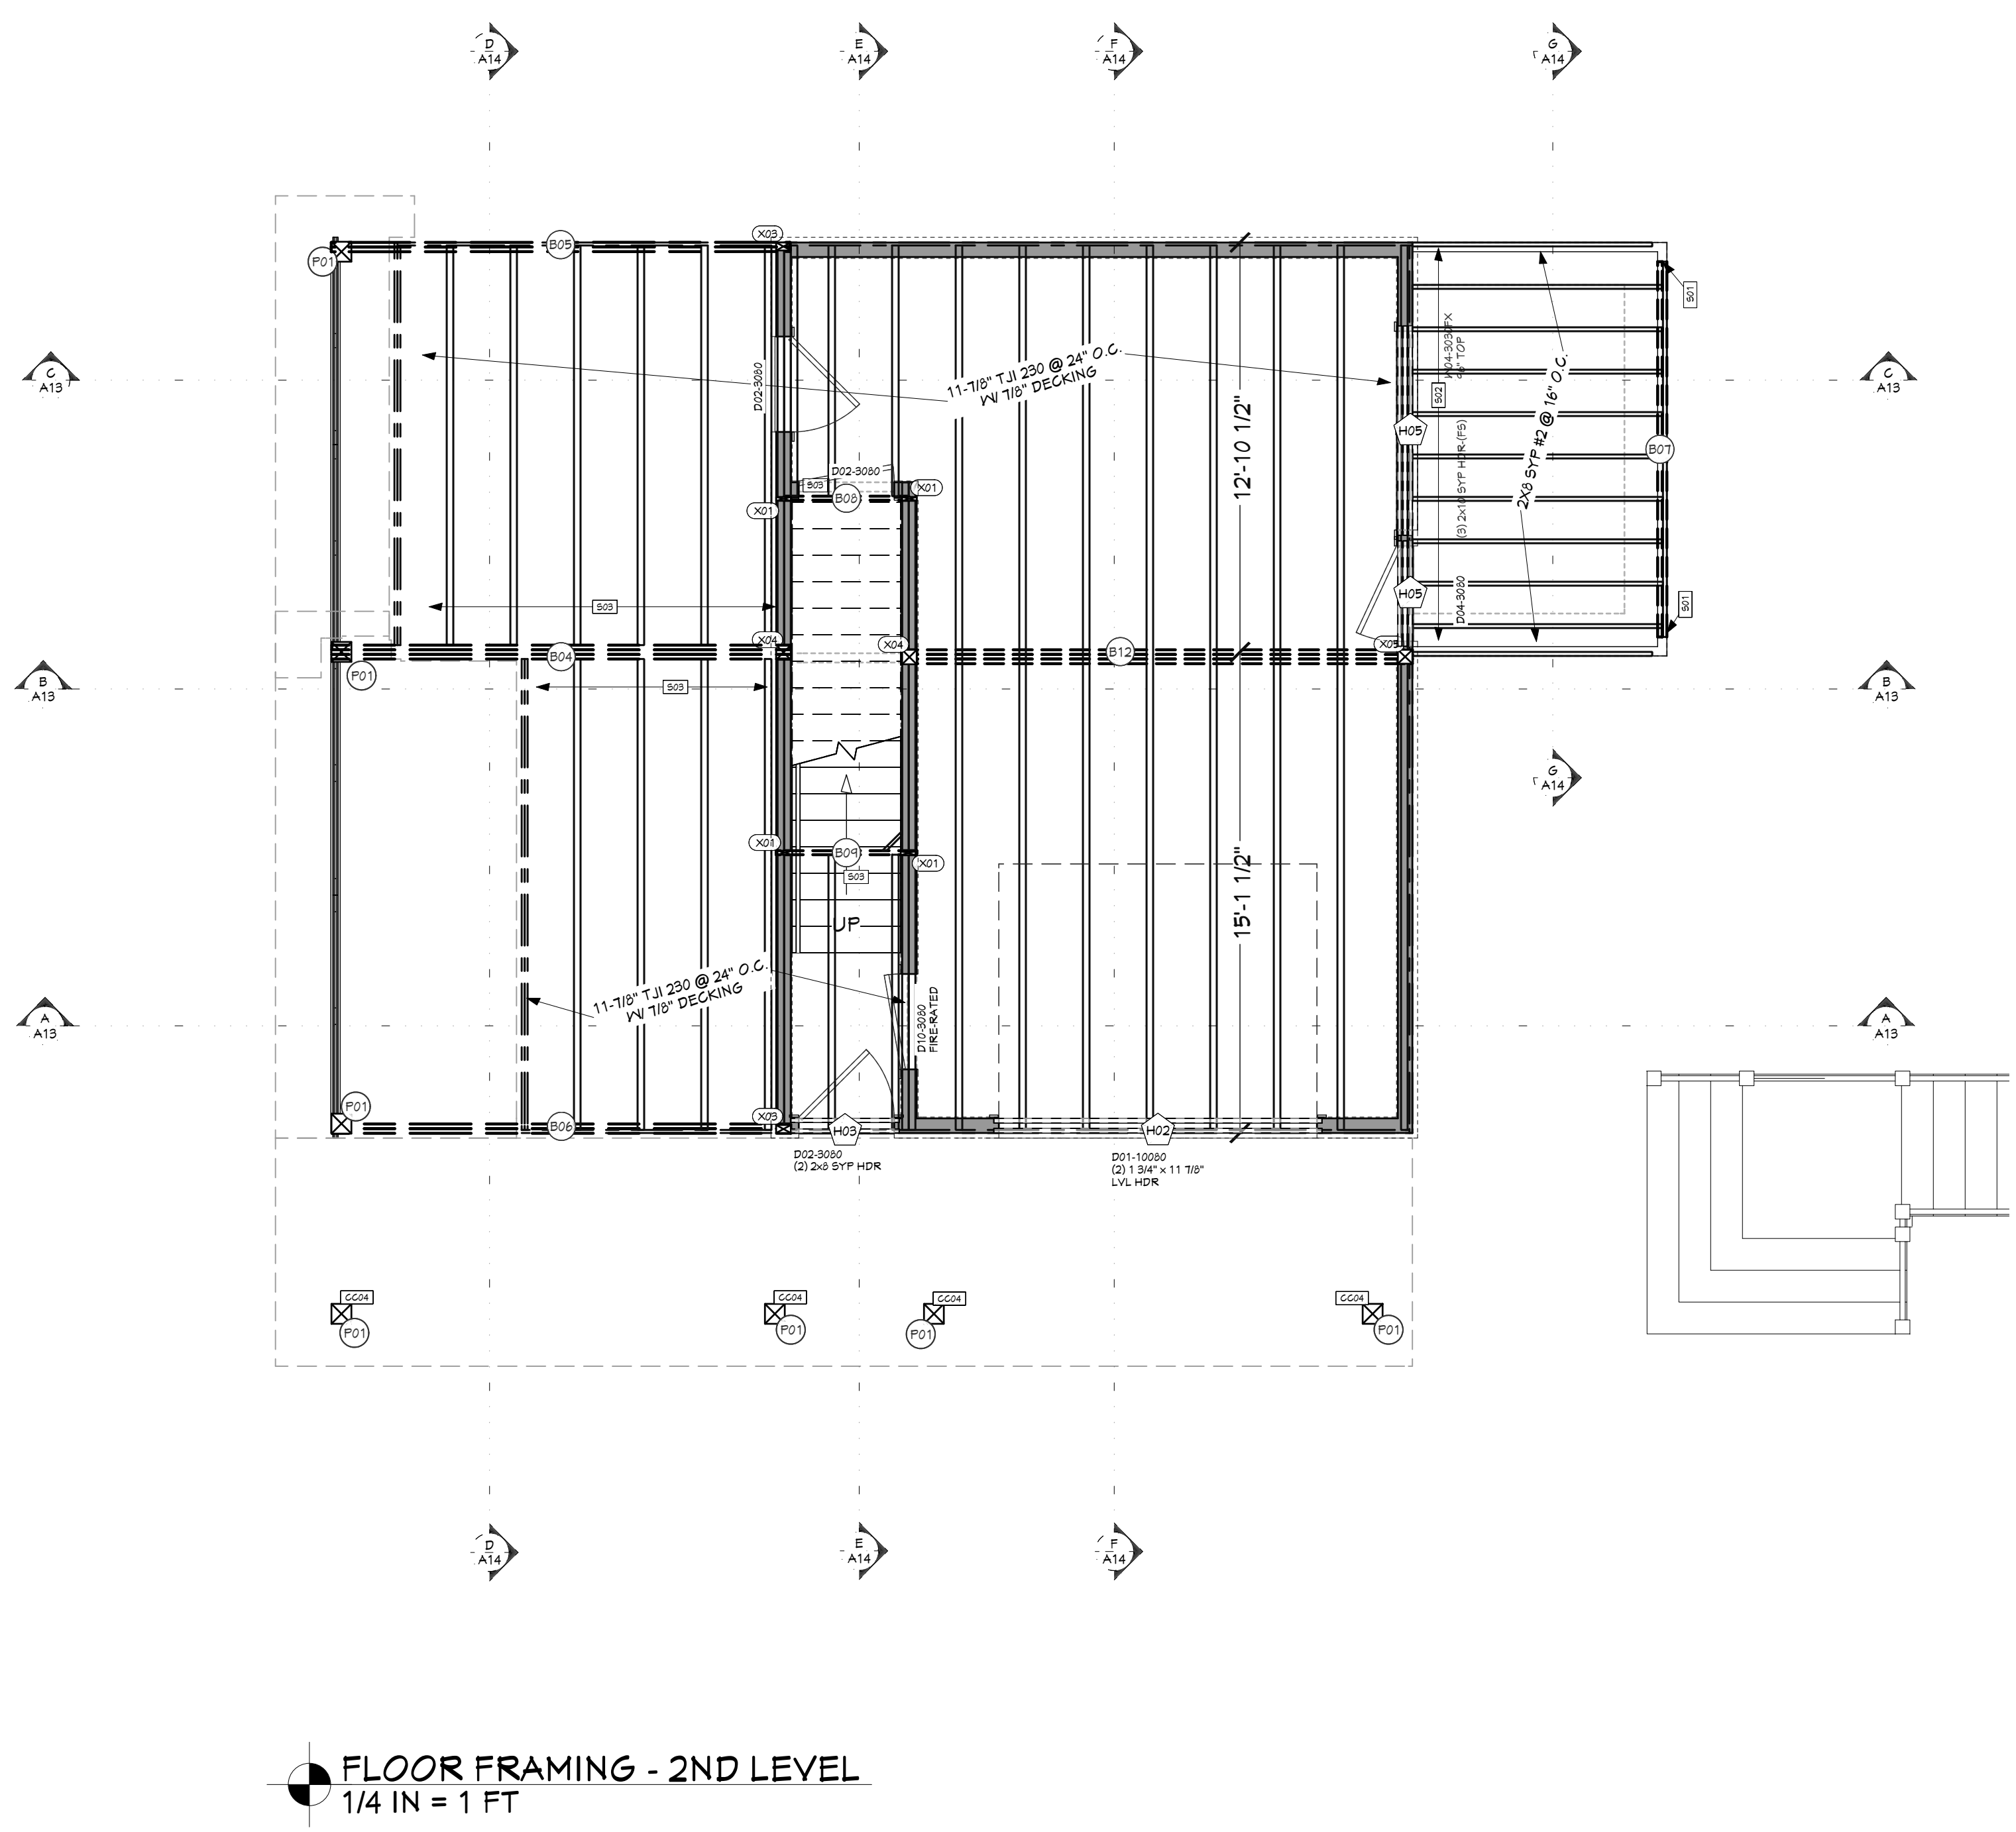 D
A14
E
A14
F
A14
G
A14
X03
B05
P01
S01
C
A13
C
A13
D02-3080
11-7/8" TJI 230 @ 24" O.C.
W/ 7/8" DECKING
12'-10 1/2"
W04-3030FX
TOP
S02
2X8 SYP #2 @ 16" O.C.
H05
(3) 2x10 SYP HDR-(FS)
B07
D02-3080
S03
B08
X01
X01
H05
D04-3080
S01
S03
X04
X04
X05
B04
B12
P01
B
A13
S03
B
A13
G
A14
X01
B09
X01
S03
15'-1 1/2"
UP
11-7/8" TJI 230 @ 24" O.C.
W/ 7/8" DECKING
D10-3080
FIRE-RATED
A
A13
A
A13
P01
X03
B06
H03
H02
D02-3080
(2) 2x8 SYP HDR
D01-10080
(2) 1 3/4" x 11 7/8"
LVL HDR
CC04
P01
CC04
P01
CC04
P01
CC04
P01
D
A14
E
A14
F
A14
FLOOR FRAMING - 2ND LEVEL
1/4 IN = 1 FT